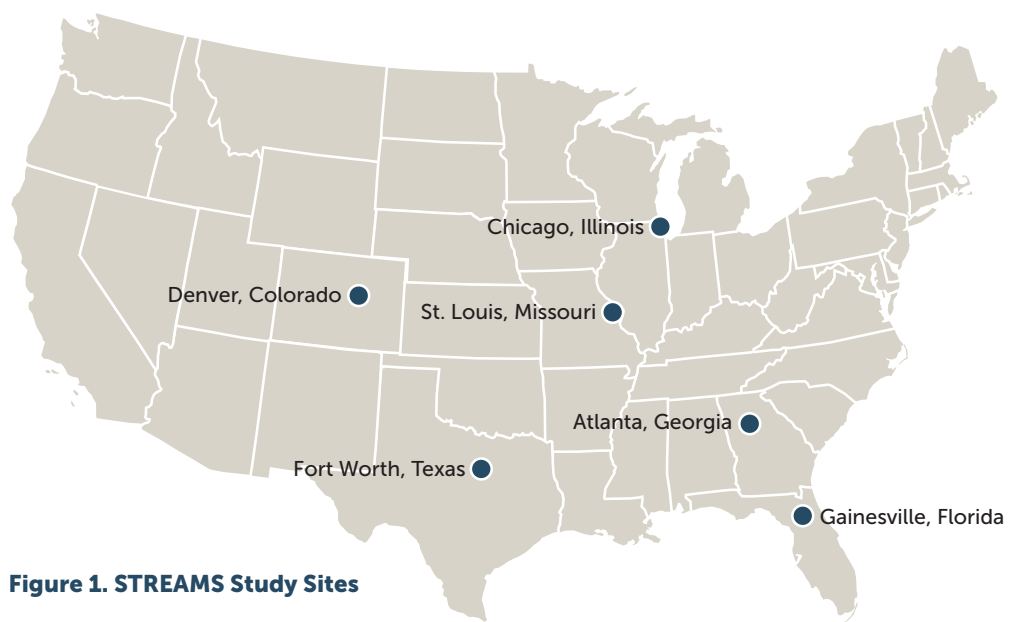 Chicago, Illinois
Denver, Colorado
St. Louis, Missouri
Atlanta, Georgia
Fort Worth, Texas
Gainesville, Florida
Figure 1. STREAMS Study Sites